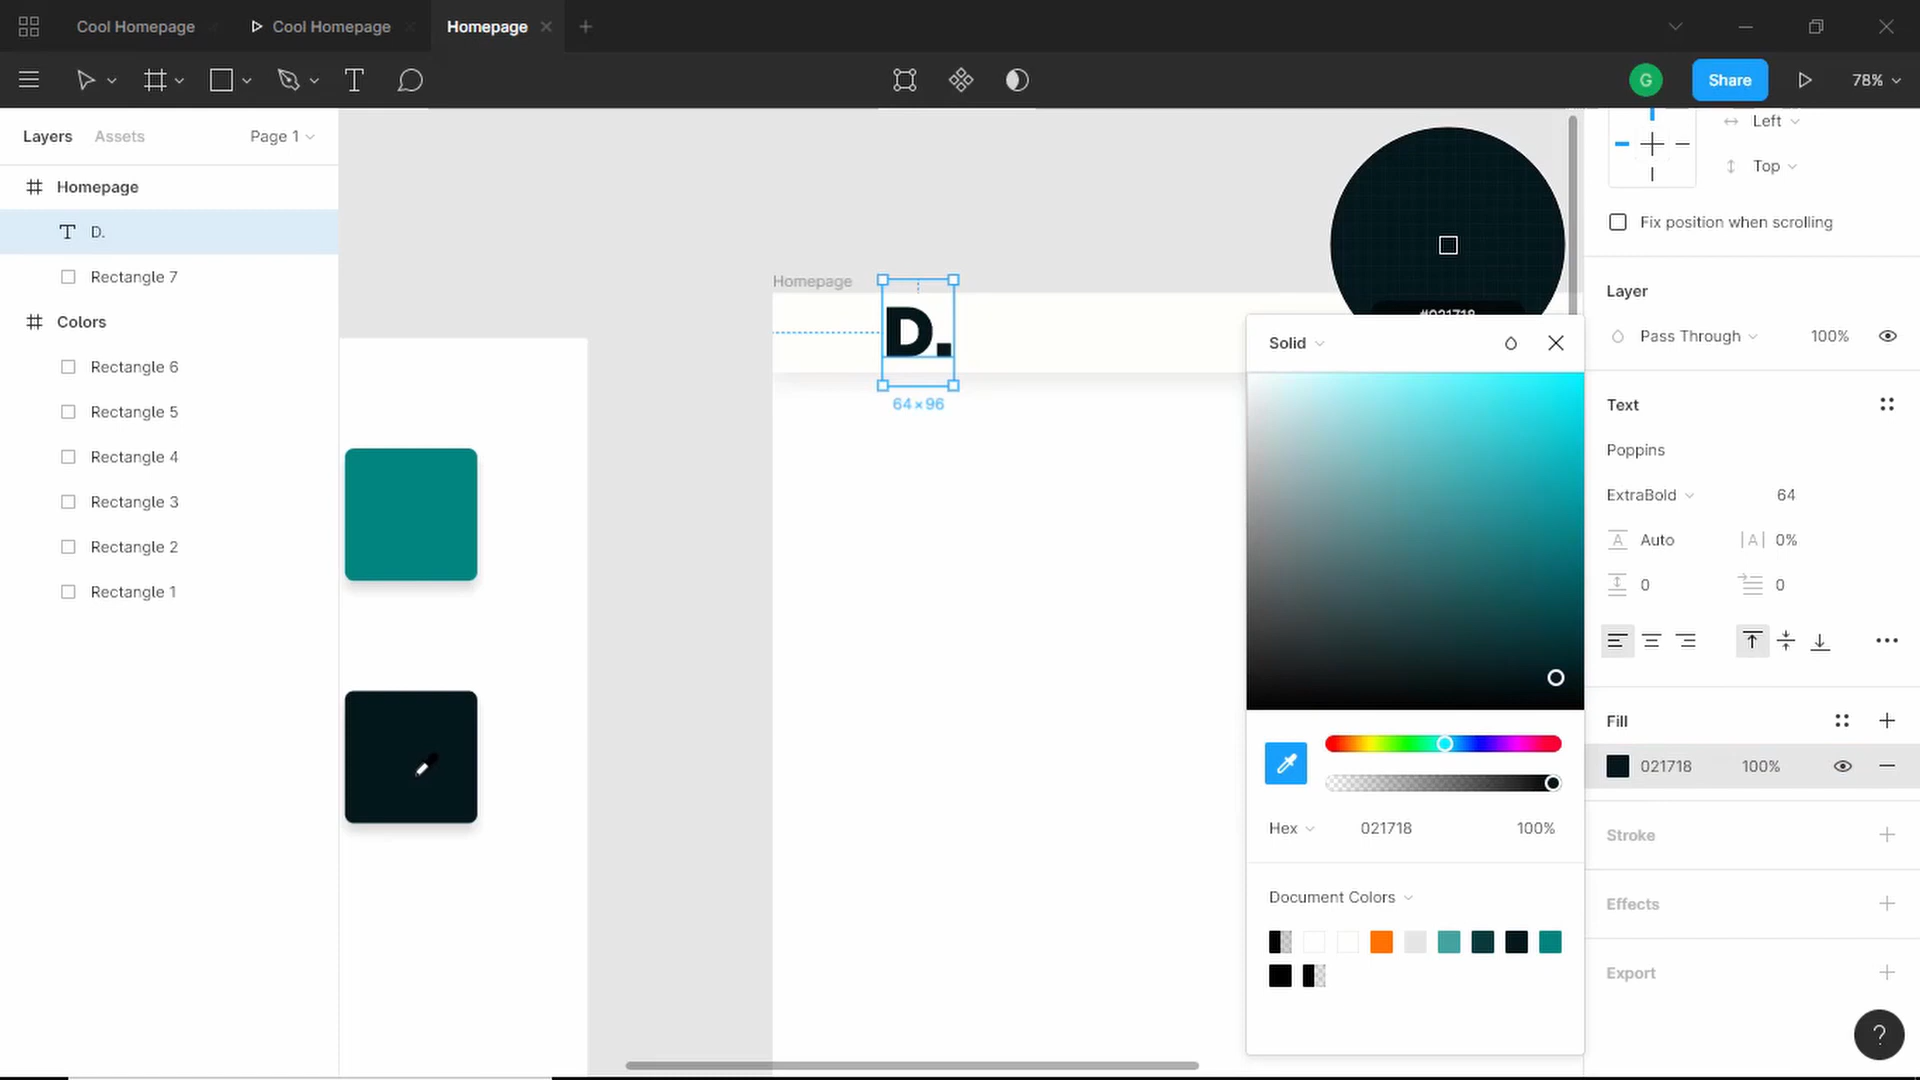 Cool Homepage
Cool Homepage
Homepage
G
Share
78%
Layers
Assets
Page 1
Homepage
D.
Rectangle 7
Colors
Rectangle 6
Rectangle 5
Rectangle 4
Rectangle 3
Rectangle 2
Rectangle 1
Homepage
D.
64 × 96
#021718
Solid
Hex
021718
100%
Document Colors
Left
Top
Fix position when scrolling
Layer
Pass Through
100%
Text
Poppins
ExtraBold
64
A
Auto
|A|
0%
0
0
Fill
021718
100%
Stroke
Effects
Export
?